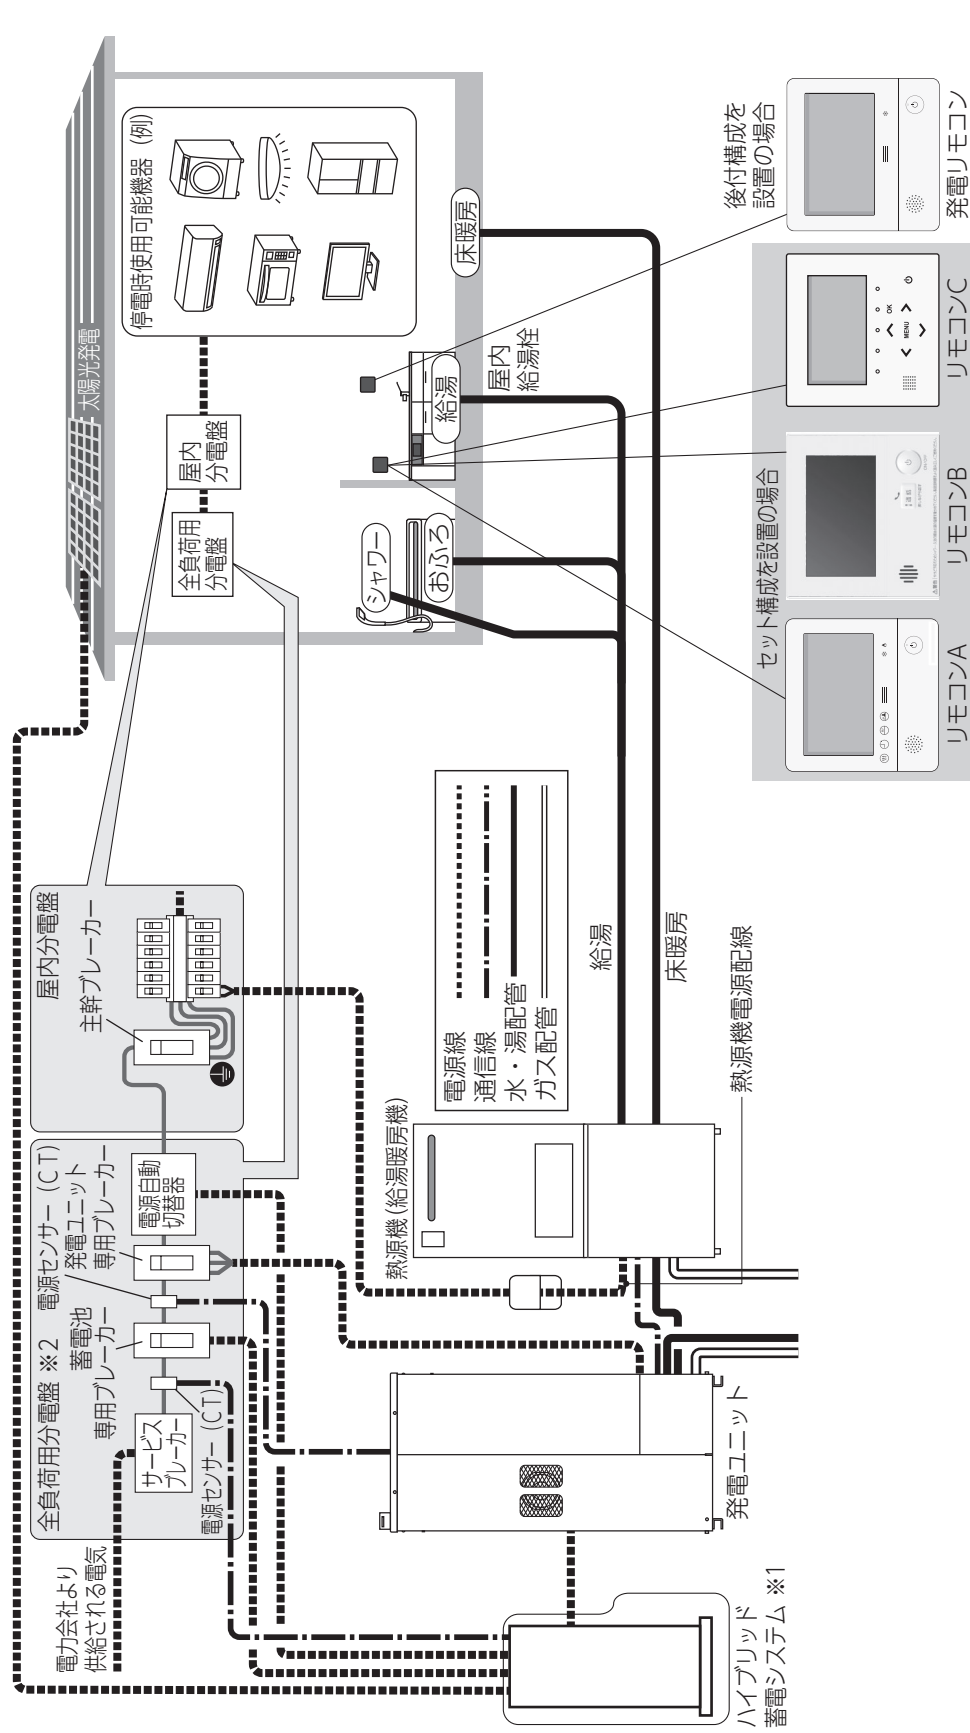 電力会社より
供給される電気
全負荷用分電盤 ※2
サービス
ブレーカー
電源センサー（CT）
蓄電池
専用ブレーカー
電源センサー（CT）
発電ユニット
専用ブレーカー
電源自動
切替器
屋内分電盤
主幹ブレーカー
全負荷用
分電盤
屋内
分電盤
太陽光発電
停電時使用可能機器（例）
シャワー
おふろ
給湯
屋内
給湯栓
床暖房
電源線
通信線
水・湯配管
ガス配管
給湯
床暖房
熱源機（給湯暖房機）
熱源機電源配線
発電ユニット
ハイブリッド
蓄電システム ※1
セット構成を設置の場合
リモコンA
リモコンB
リモコンC
MENU
OK
後付構成を
設置の場合
発電リモコン